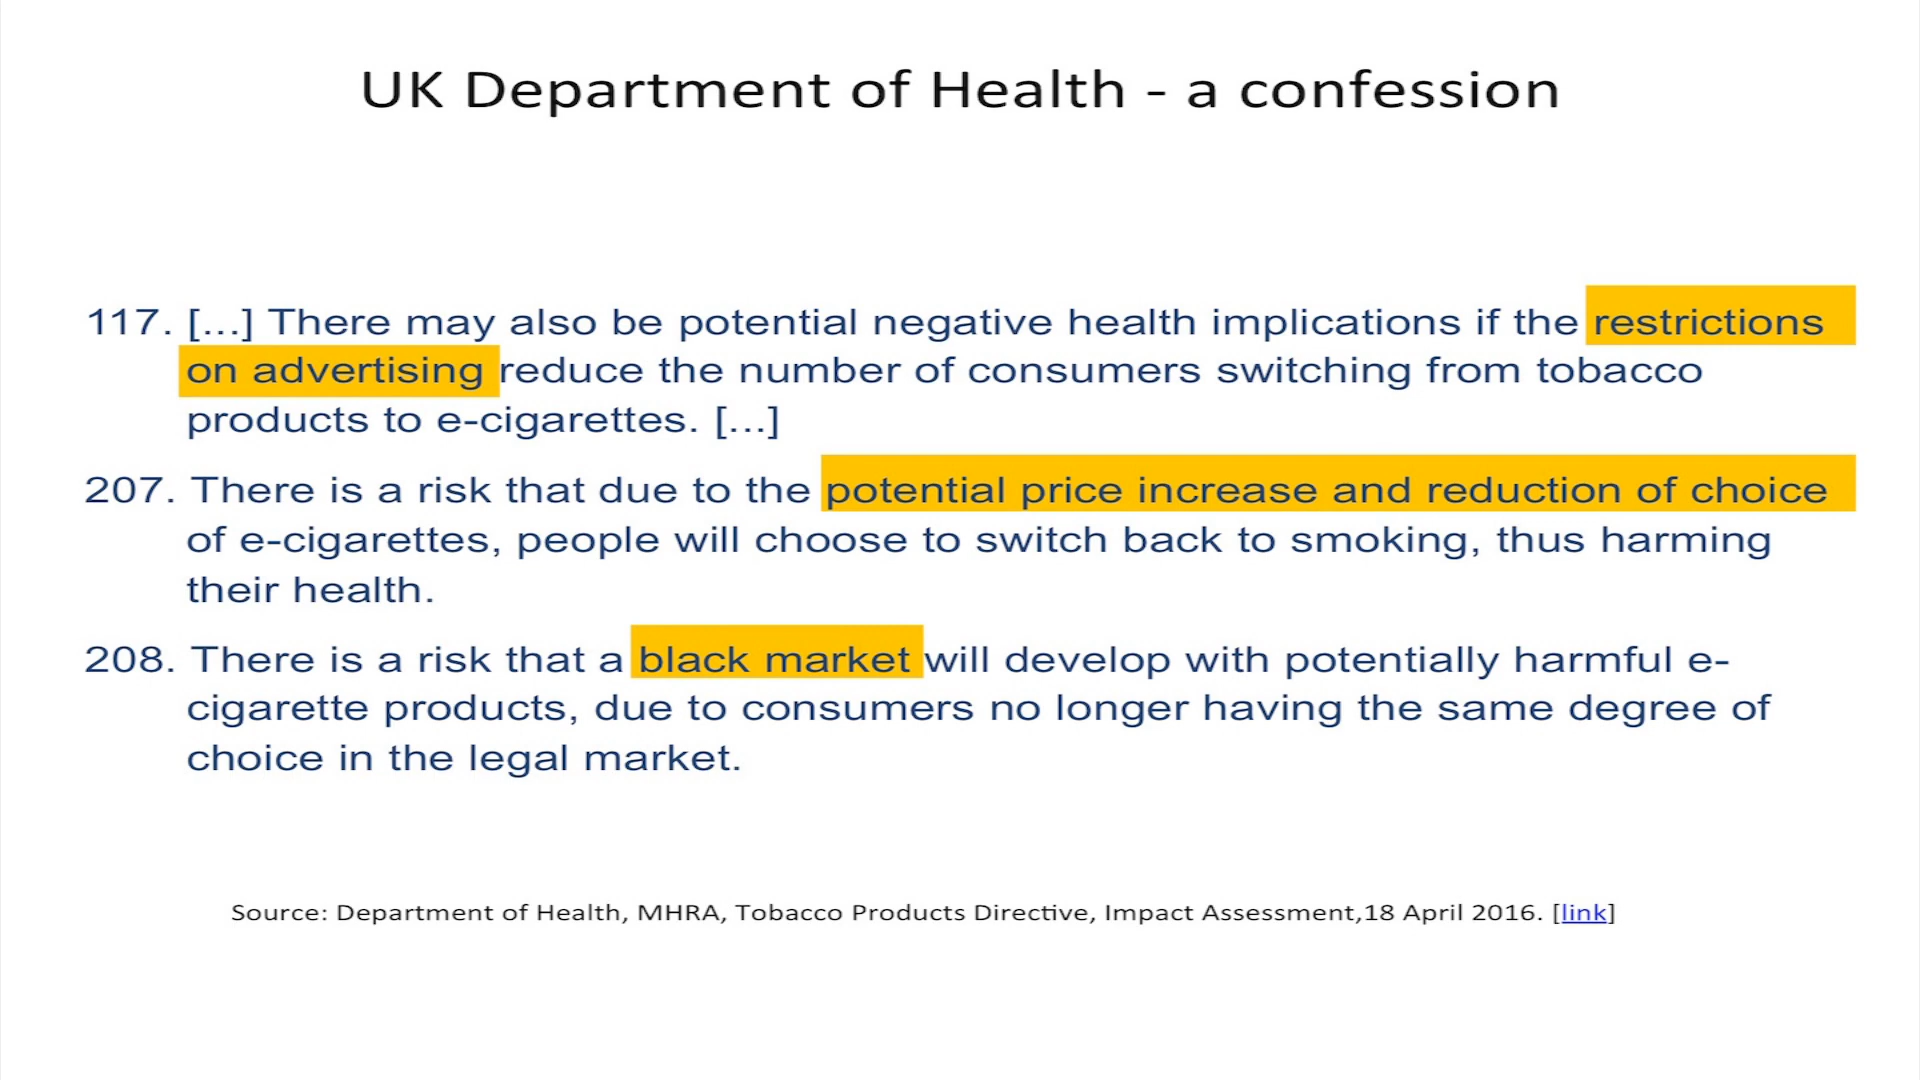 UK Department of Health - a confession
117. [...] There may also be potential negative health implications if the restrictions
on advertising reduce the number of consumers switching from tobacco
products to e-cigarettes. [...]
207. There is a risk that due to the potential price increase and reduction of choice
of e-cigarettes, people will choose to switch back to smoking, thus harming
their health.
208. There is a risk that a black market will develop with potentially harmful e-
cigarette products, due to consumers no longer having the same degree of
choice in the legal market.
Source: Department of Health, MHRA, Tobacco Products Directive, Impact Assessment,18 April 2016. [link]